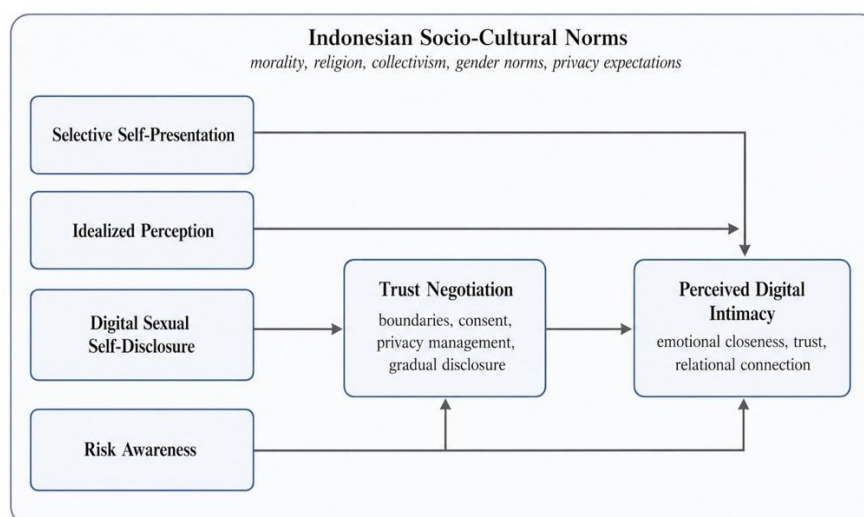 Indonesian Socio-Cultural Norms
morality, religion, collectivism, gender norms, privacy expectations
Selective Self-Presentation
Idealized Perception
Digital Sexual
Self-Disclosure
Risk Awareness
Trust Negotiation
boundaries, consent,
privacy management,
gradual disclosure
Perceived Digital
Intimacy
emotional closeness, trust,
relational connection